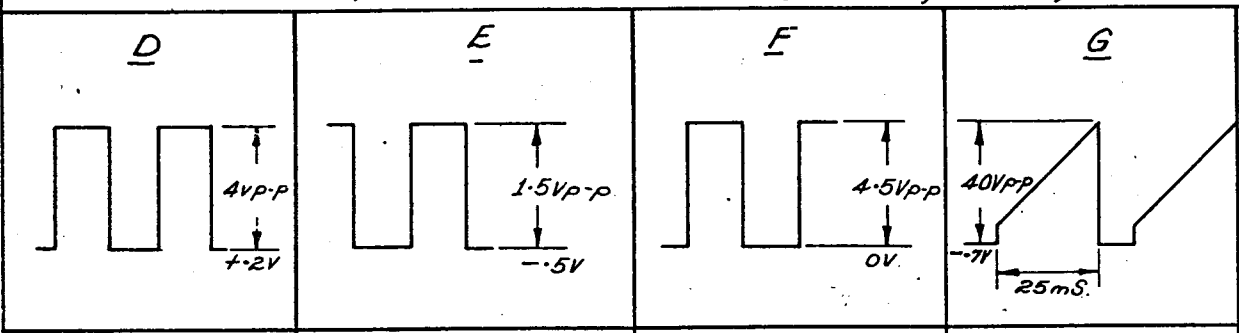 D
E
F
G
4Vp-p
+·2V
1·5Vp-p
-·5V
4·5Vp-p
0V.
40Vp-p
-·7V
25mS.